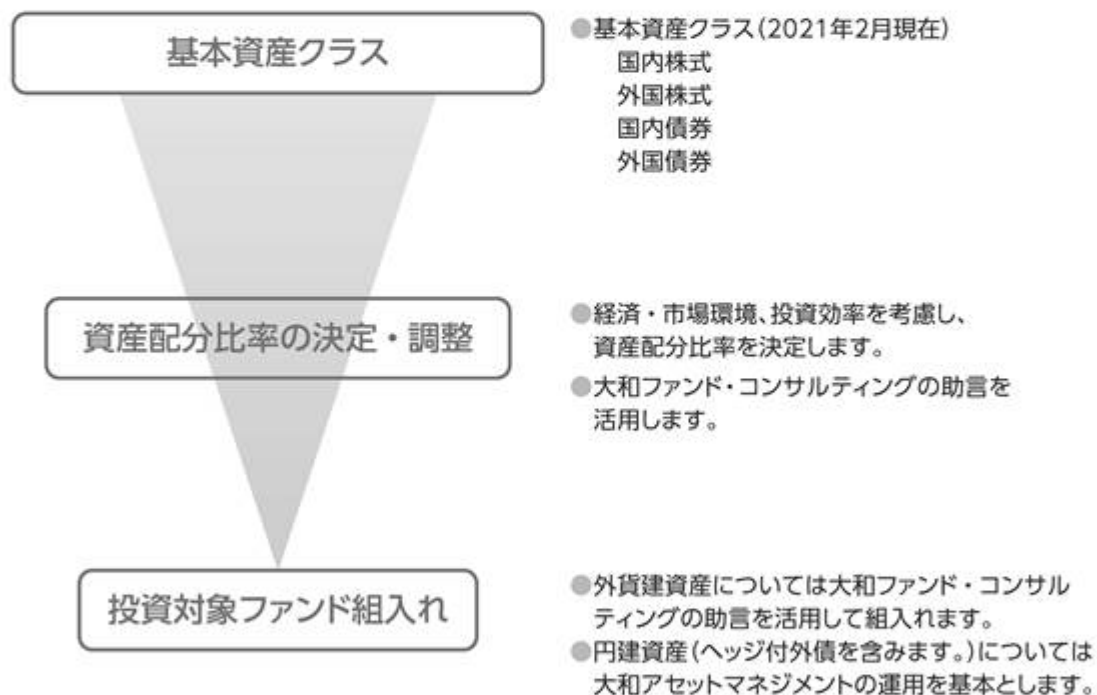 基本資産クラス
●基本資産クラス（2021年2月現在）
国内株式
外国株式
国内債券
外国債券
資産配分比率の決定・調整
●経済・市場環境、投資効率を考慮し、
資産配分比率を決定します。
●大和ファンド・コンサルティングの助言を
活用します。
投資対象ファンド組入れ
●外貨建資産については大和ファンド・コンサル
ティングの助言を活用して組入れます。
●円建資産（ヘッジ付外債を含みます。）については
大和アセットマネジメントの運用を基本とします。